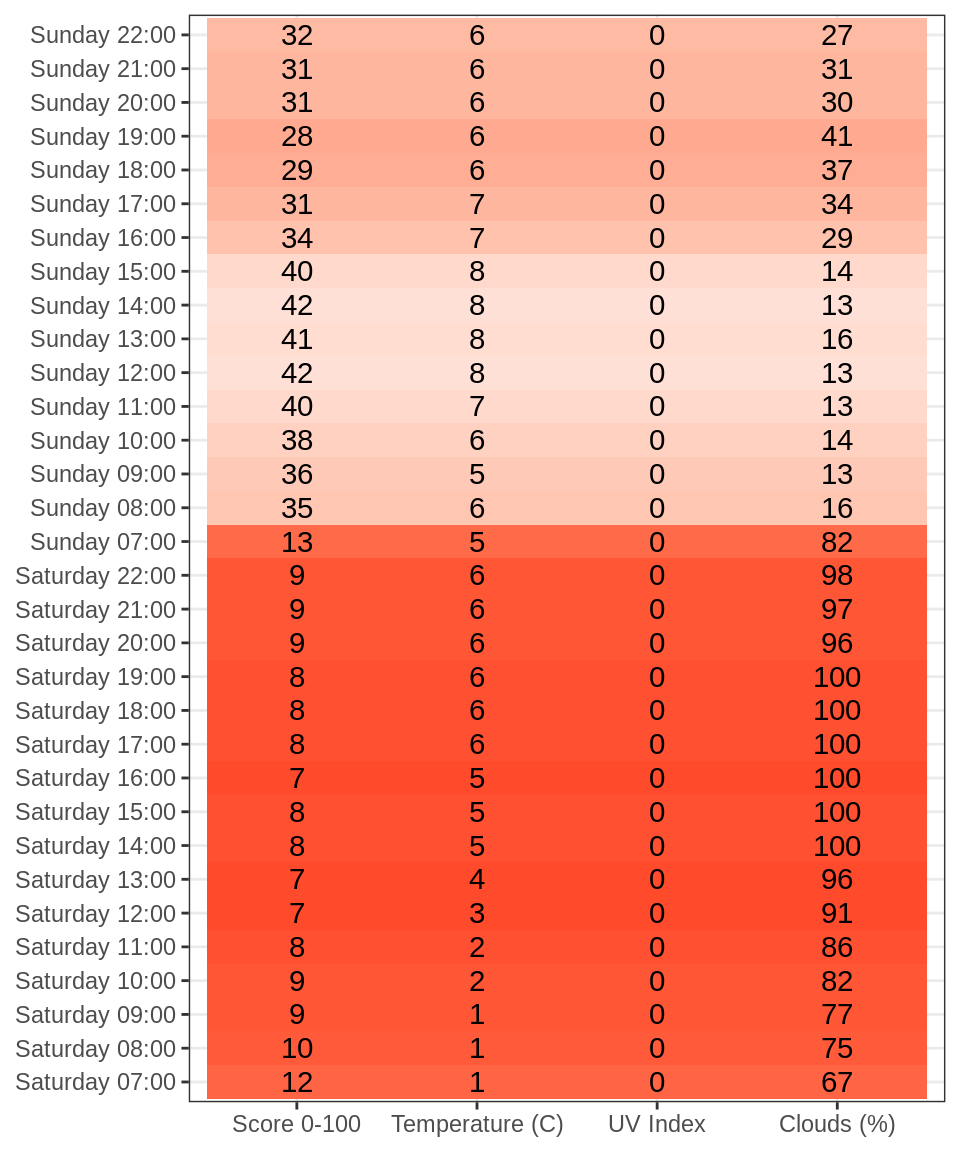 Sunday 22:00 32 6 0 27
Sunday 21:00 31 6 0 31
Sunday 20:00 31 6 0 30
Sunday 19:00 28 6 0 41
Sunday 18:00 29 6 0 37
Sunday 17:00 31 7 0 34
Sunday 16:00 34 7 0 29
Sunday 15:00 40 8 0 14
Sunday 14:00 42 8 0 13
Sunday 13:00 41 8 0 16
Sunday 12:00 42 8 0 13
Sunday 11:00 40 7 0 13
Sunday 10:00 38 6 0 14
Sunday 09:00 36 5 0 13
Sunday 08:00 35 6 0 16
Sunday 07:00 13 5 0 82
Saturday 22:00 9 6 0 98
Saturday 21:00 9 6 0 97
Saturday 20:00 9 6 0 96
Saturday 19:00 8 6 0 100
Saturday 18:00 8 6 0 100
Saturday 17:00 8 6 0 100
Saturday 16:00 7 5 0 100
Saturday 15:00 8 5 0 100
Saturday 14:00 8 5 0 100
Saturday 13:00 7 4 0 96
Saturday 12:00 7 3 0 91
Saturday 11:00 8 2 0 86
Saturday 10:00 9 2 0 82
Saturday 09:00 9 1 0 77
Saturday 08:00 10 1 0 75
Saturday 07:00 12 1 0 67
Score 0-100 Temperature (C) UV Index Clouds (%)